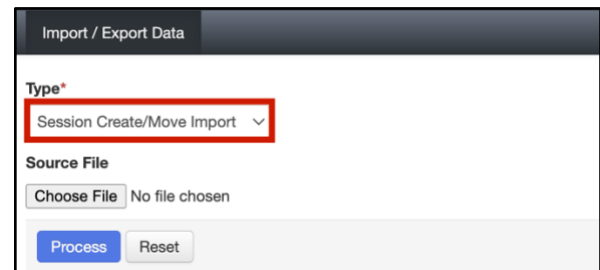 Import / Export Data
Type*
Session Create/Move Import
Source File
Choose File No file chosen
Process Reset